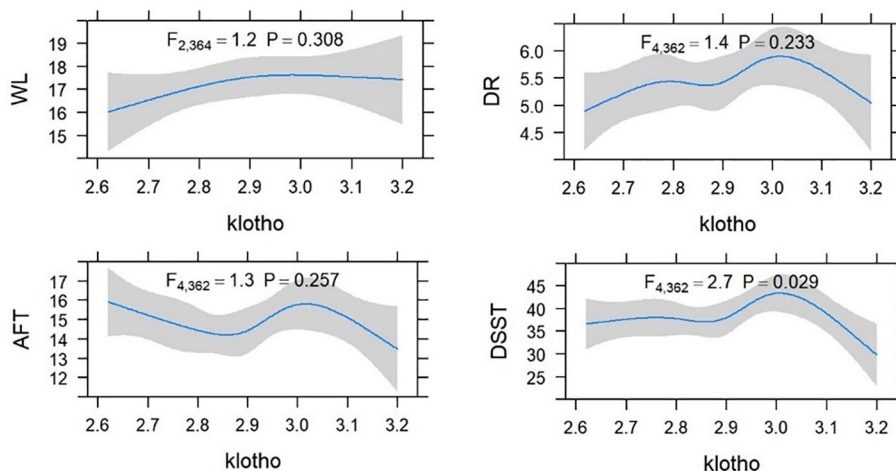 F2,364 = 1.2 P = 0.308
WL
19
18
17
16
15
2.6 2.7 2.8 2.9 3.0 3.1 3.2
klotho
F4,362 = 1.4 P = 0.233
DR
6.0
5.5
5.0
4.5
2.6 2.7 2.8 2.9 3.0 3.1 3.2
klotho
F4,362 = 1.3 P = 0.257
AFT
17
16
15
14
13
12
2.6 2.7 2.8 2.9 3.0 3.1 3.2
klotho
F4,362 = 2.7 P = 0.029
DSST
45
40
35
30
25
2.6 2.7 2.8 2.9 3.0 3.1 3.2
klotho